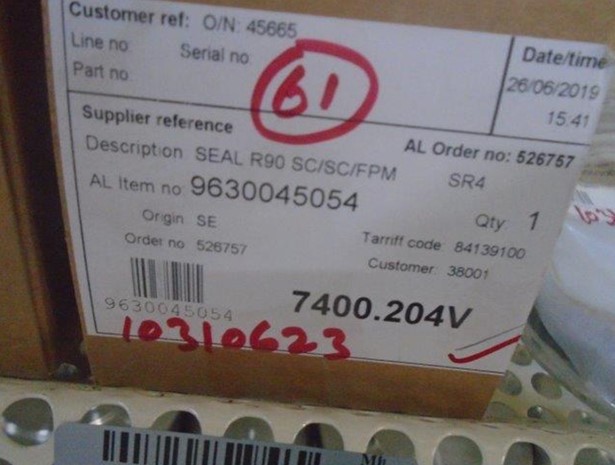 Customer ref: O/N: 45665
Line no Serial no
Part no
61
Date/time
26/06/2019
15.41
Supplier reference
AL Order no: 526757
Description SEAL R90 SC/SC/FPM SR4
AL Item no 9630045054
Qty 1
Origin SE
Tarriff code 84139100
Order no 526757
Customer 38001
9630045054
7400.204V
10310623